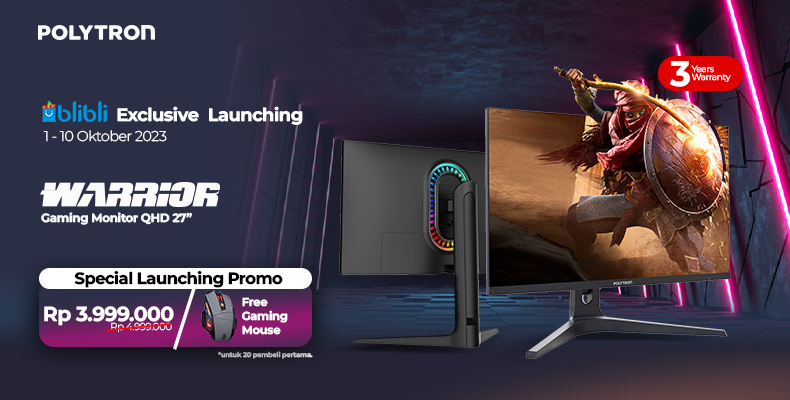 POLYTRON
blibli Exclusive Launching
1 - 10 Oktober 2023
WARRIOR
Gaming Monitor QHD 27”
Special Launching Promo
Rp 3.999.000
Rp 4.999.000
Free
Gaming
Mouse
*untuk 20 pembeli pertama.
3 Years
Warranty
POLYTRON